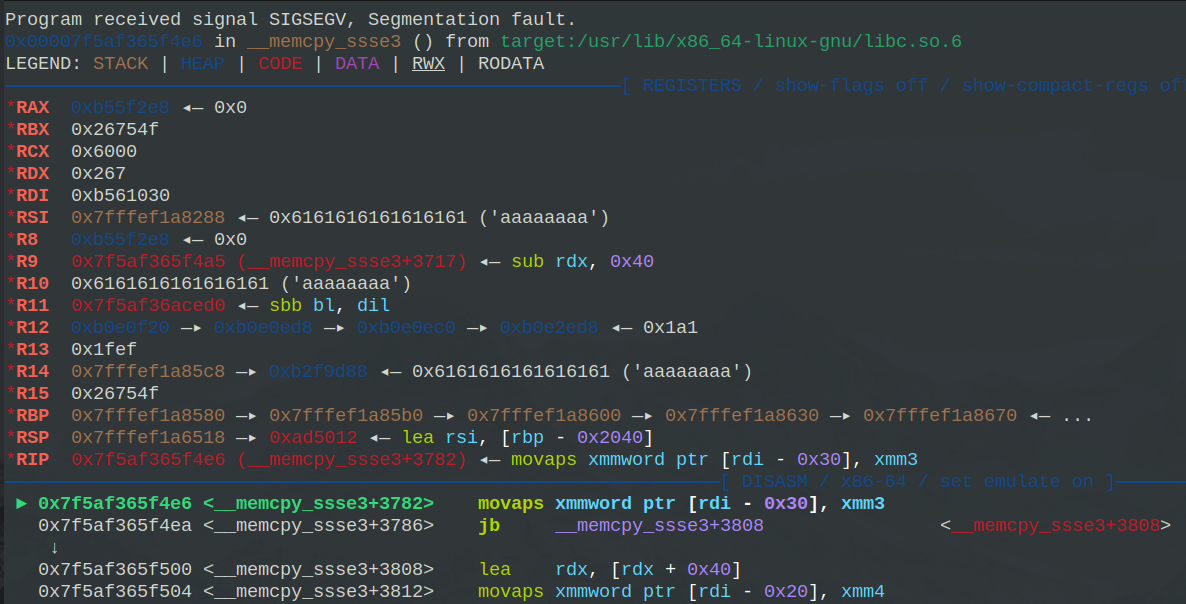 Program received signal SIGSEGV, Segmentation fault.
0x00007f5af365f4e6 in __memcpy_ssse3 () from target:/usr/lib/x86_64-linux-gnu/libc.so.6
LEGEND: STACK | HEAP | CODE | DATA | RWX | RODATA
[ REGISTERS / show-flags off / show-compact-regs of
*RAX  0xb55f2e8 ◂— 0x0
*RBX  0x26754f
*RCX  0x6000
*RDX  0x267
*RDI  0xb561030
*RSI  0x7fffef1a8288 ◂— 0x6161616161616161 ('aaaaaaaa')
*R8   0xb55f2e8 ◂— 0x0
*R9   0x7f5af365f4a5 (__memcpy_ssse3+3717) ◂— sub rdx, 0x40
*R10  0x6161616161616161 ('aaaaaaaa')
*R11  0x7f5af36aced0 ◂— sbb bl, dil
*R12  0xb0e0f20 —▸ 0xb0e0ed8 —▸ 0xb0e0ec0 —▸ 0xb0e2ed8 ◂— 0x1a1
*R13  0x1fef
*R14  0x7fffef1a85c8 —▸ 0xb2f9d88 ◂— 0x6161616161616161 ('aaaaaaaa')
*R15  0x26754f
*RBP  0x7fffef1a8580 —▸ 0x7fffef1a85b0 —▸ 0x7fffef1a8600 —▸ 0x7fffef1a8630 —▸ 0x7fffef1a8670 ◂— ...
*RSP  0x7fffef1a6518 —▸ 0xad5012 ◂— lea rsi, [rbp - 0x2040]
*RIP  0x7f5af365f4e6 (__memcpy_ssse3+3782) ◂— movaps xmmword ptr [rdi - 0x30], xmm3
[ DISASM / x86-64 / set emulate on ]
► 0x7f5af365f4e6 <__memcpy_ssse3+3782>    movaps xmmword ptr [rdi - 0x30], xmm3
0x7f5af365f4ea <__memcpy_ssse3+3786>    jb     __memcpy_ssse3+3808                <__memcpy_ssse3+3808>
↓
0x7f5af365f500 <__memcpy_ssse3+3808>    lea    rdx, [rdx + 0x40]
0x7f5af365f504 <__memcpy_ssse3+3812>    movaps xmmword ptr [rdi - 0x20], xmm4